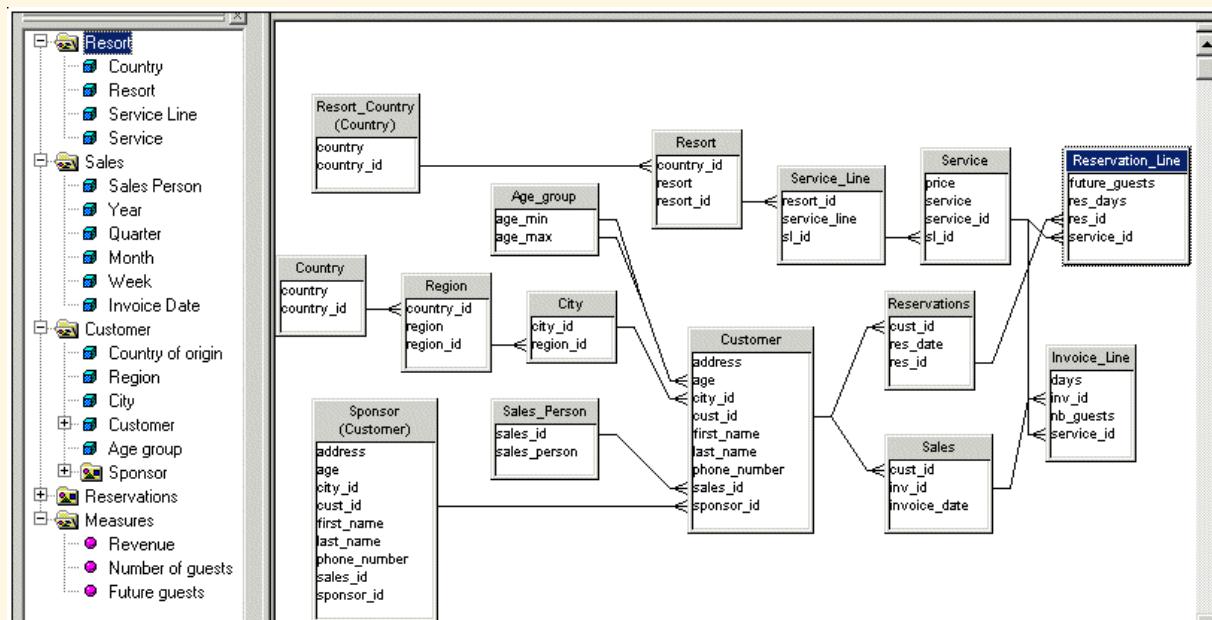 Resort
Country
Resort
Service Line
Service
Sales
Sales Person
Year
Quarter
Month
Week
Invoice Date
Customer
Country of origin
Region
City
Customer
Age group
Sponsor
Reservations
Measures
Revenue
Number of guests
Future guests
Resort_Country
(Country)
country
country_id
Age_group
age_min
age_max
Resort
country_id
resort
resort_id
Service_Line
resort_id
service_line
sl_id
Service
price
service
service_id
sl_id
Reservation_Line
future_guests
res_days
res_id
service_id
Country
country
country_id
Region
country_id
region
region_id
City
city_id
region_id
Customer
address
age
city_id
cust_id
first_name
last_name
phone_number
sales_id
sponsor_id
Reservations
cust_id
res_date
res_id
Invoice_Line
days
inv_id
nb_guests
service_id
Sponsor
(Customer)
address
age
city_id
cust_id
first_name
last_name
phone_number
sales_id
sponsor_id
Sales_Person
sales_id
sales_person
Sales
cust_id
inv_id
invoice_date